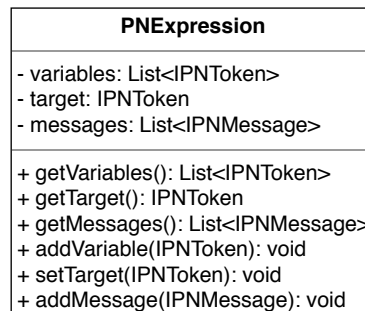 PNExpression
- variables: List<IPNToken>
- target: IPNToken
- messages: List<IPNMessage>
+ getVariables(): List<IPNToken>
+ getTarget(): IPNToken
+ getMessages(): List<IPNMessage>
+ addVariable(IPNToken): void
+ setTarget(IPNToken): void
+ addMessage(IPNMessage): void